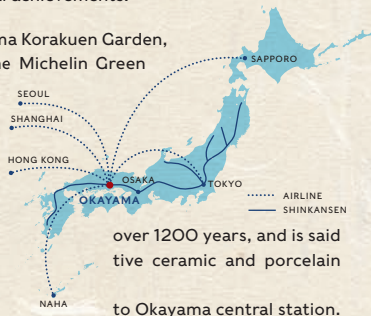 ma Korakuen Garden,
ne Michelin Green
SAPPORO
SEOUL
SHANGHAI
HONG KONG
OSAKA
TOKYO
OKAYAMA
AIRLINE
SHINKANSEN
over 1200 years, and is said
tive ceramic and porcelain
NAHA
to Okayama central station.